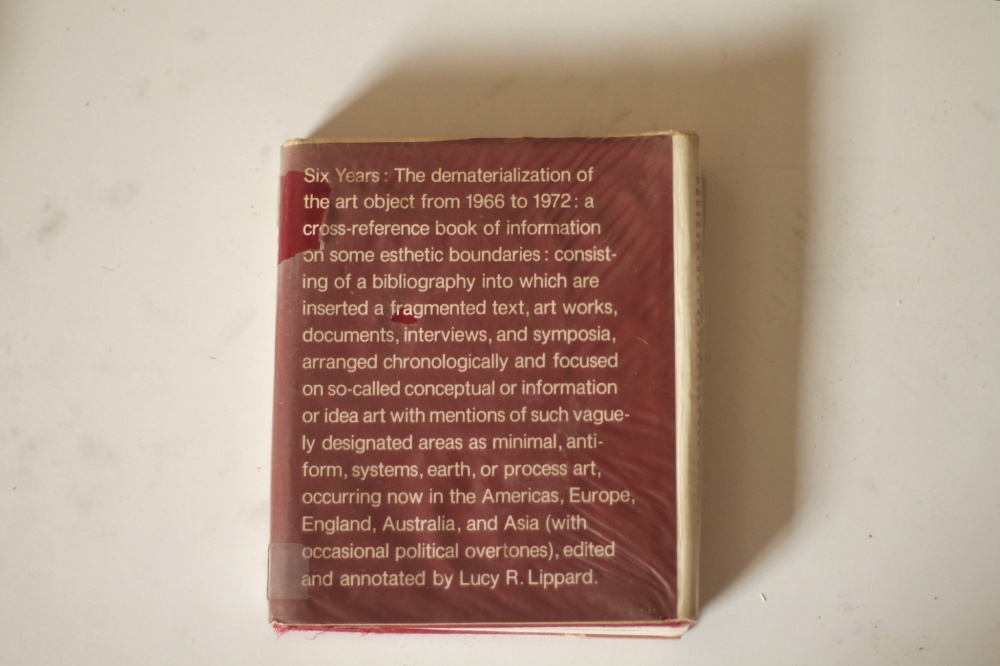 Six Years: The dematerialization of
the art object from 1966 to 1972: a
cross-reference book of information
on some esthetic boundaries: consist-
ing of a bibliography into which are
inserted a fragmented text, art works,
documents, interviews, and symposia,
arranged chronologically and focused
on so-called conceptual or information
or idea art with mentions of such vague-
ly designated areas as minimal, anti-
form, systems, earth, or process art,
occurring now in the Americas, Europe,
England, Australia, and Asia (with
occasional political overtones), edited
and annotated by Lucy R. Lippard.